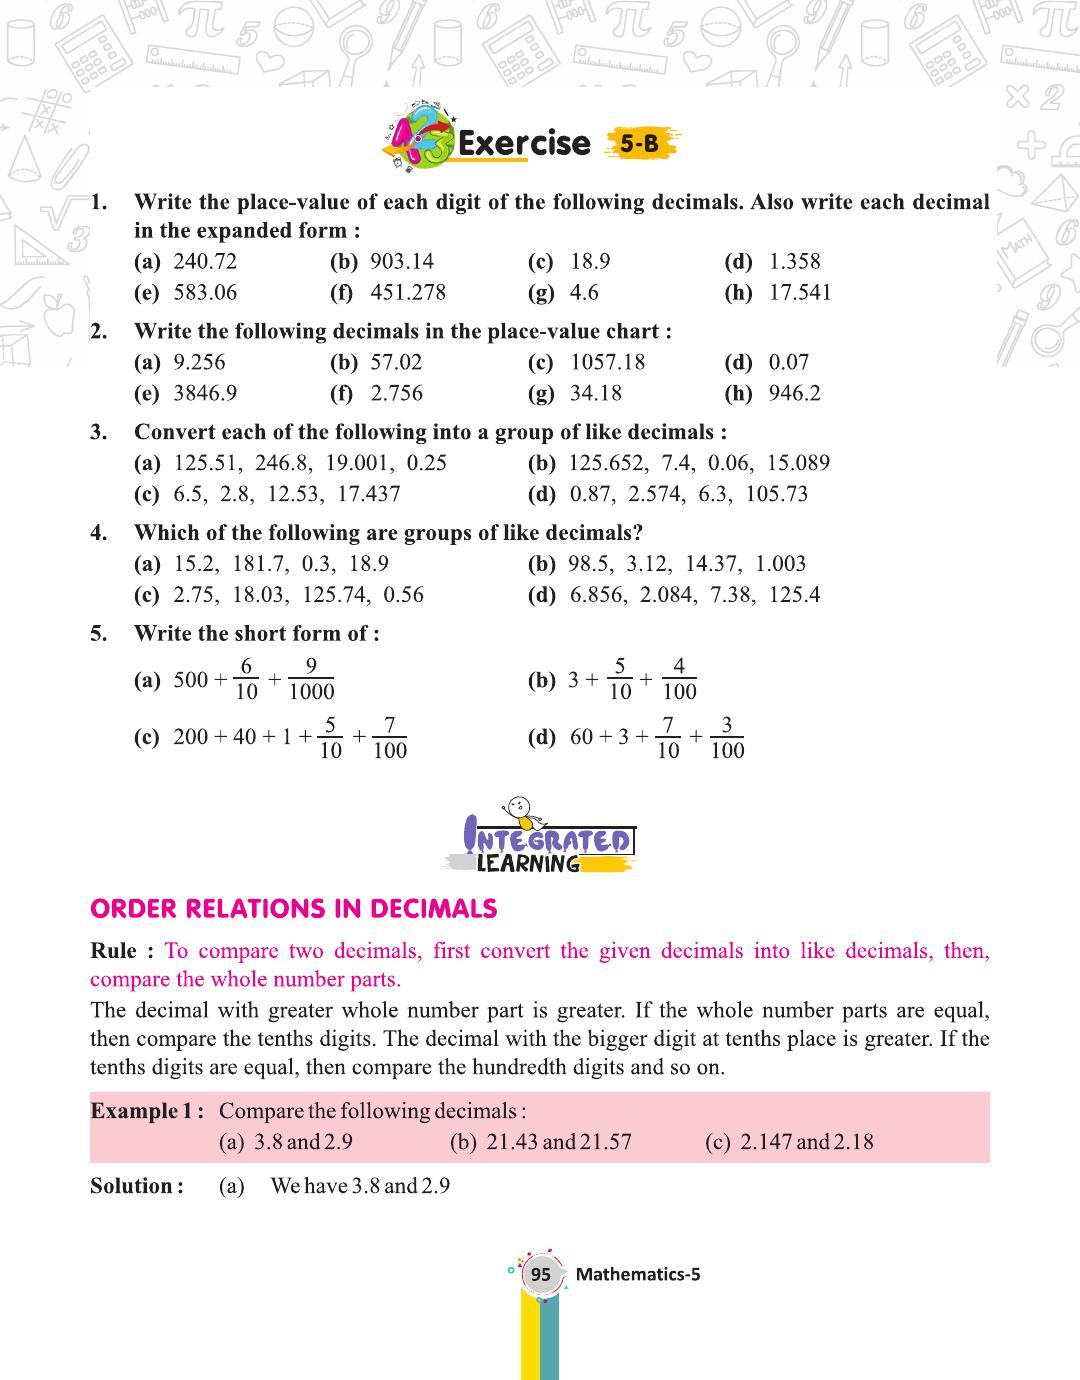 Exercise 5-B
1. Write the place-value of each digit of the following decimals. Also write each decimal
in the expanded form :
(a) 240.72 (b) 903.14 (c) 18.9 (d) 1.358
(e) 583.06 (f) 451.278 (g) 4.6 (h) 17.541
2. Write the following decimals in the place-value chart :
(a) 9.256 (b) 57.02 (c) 1057.18 (d) 0.07
(e) 3846.9 (f) 2.756 (g) 34.18 (h) 946.2
3. Convert each of the following into a group of like decimals :
(a) 125.51, 246.8, 19.001, 0.25 (b) 125.652, 7.4, 0.06, 15.089
(c) 6.5, 2.8, 12.53, 17.437 (d) 0.87, 2.574, 6.3, 105.73
4. Which of the following are groups of like decimals?
(a) 15.2, 181.7, 0.3, 18.9 (b) 98.5, 3.12, 14.37, 1.003
(c) 2.75, 18.03, 125.74, 0.56 (d) 6.856, 2.084, 7.38, 125.4
5. Write the short form of :
(a) 500 + 6/10 + 9/1000 (b) 3 + 5/10 + 4/100
(c) 200 + 40 + 1 + 5/10 + 7/100 (d) 60 + 3 + 7/10 + 3/100
INTEGRATED
LEARNING
ORDER RELATIONS IN DECIMALS
Rule : To compare two decimals, first convert the given decimals into like decimals, then,
compare the whole number parts.
The decimal with greater whole number part is greater. If the whole number parts are equal,
then compare the tenths digits. The decimal with the bigger digit at tenths place is greater. If the
tenths digits are equal, then compare the hundredth digits and so on.
Example 1 : Compare the following decimals :
(a) 3.8 and 2.9 (b) 21.43 and 21.57 (c) 2.147 and 2.18
Solution : (a) We have 3.8 and 2.9
95 Mathematics-5